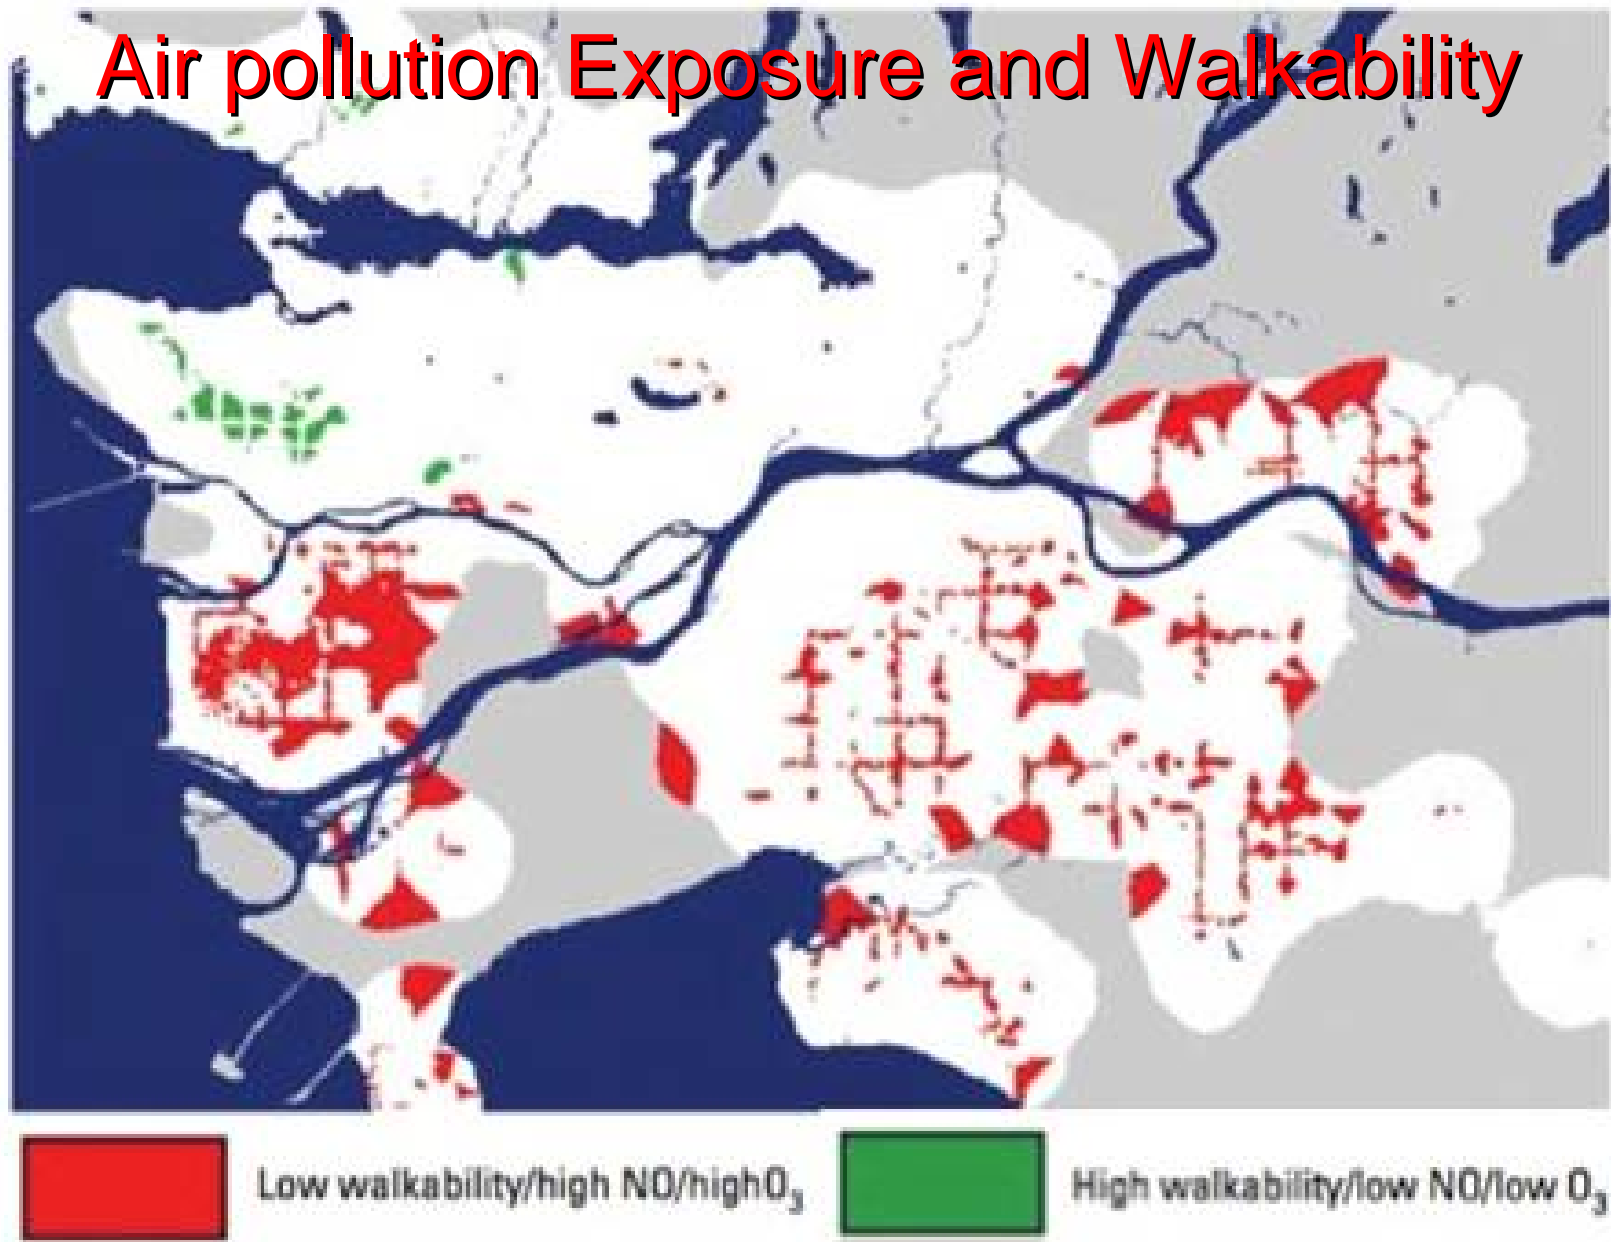 Air pollution Exposure and Walkability
Low walkability/high NO/highO₃
High walkability/low NO/low O₃